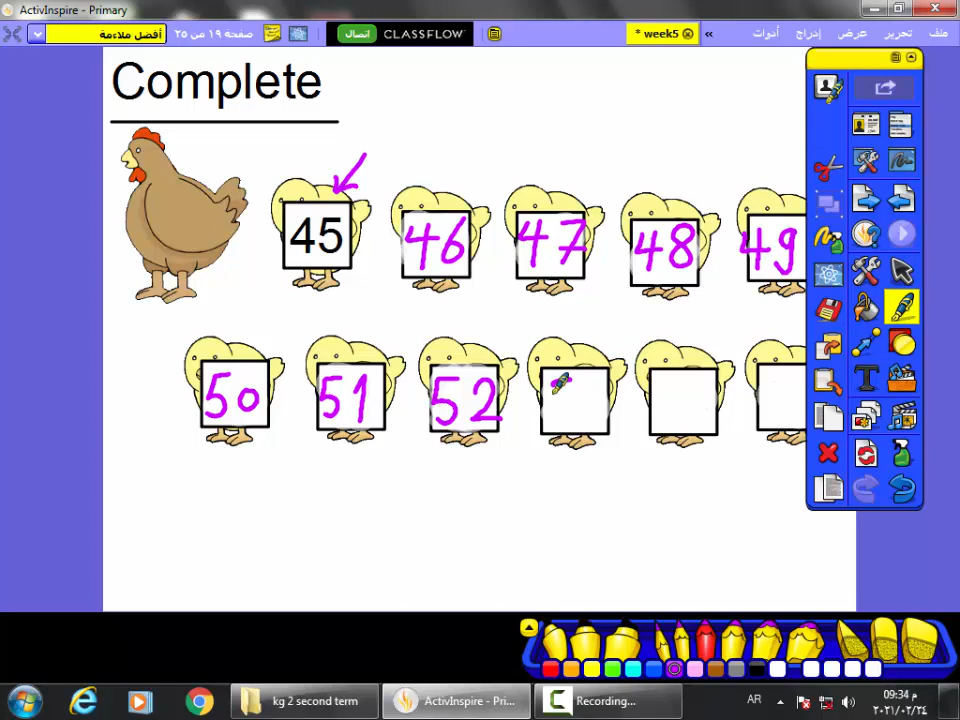 ActivInspire - Primary
أفضل ملاءمة صفحة ١٩ من ٢٥ اتصال CLASSFLOW * week5 » أدوات إدراج عرض تحرير ملف
Complete
45 46 47 48 49
50 51 52
kg 2 second term ActivInspire - Pri... Recording... AR 09:34 م
٢٠٢١/٠٢/٢٤